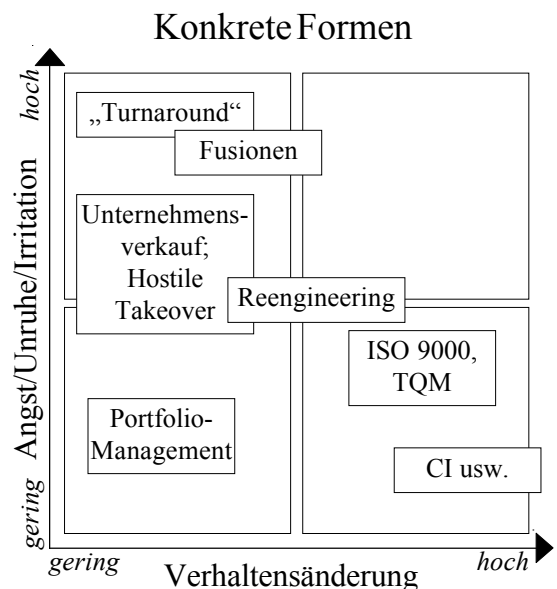 Konkrete Formen
hoch
Angst/Unruhe/Irritation
gering
„Turnaround“
Fusionen
Unternehmens-
verkauf;
Hostile
Takeover
Reengineering
ISO 9000,
TQM
Portfolio-
Management
CI usw.
gering
hoch
Verhaltensänderung